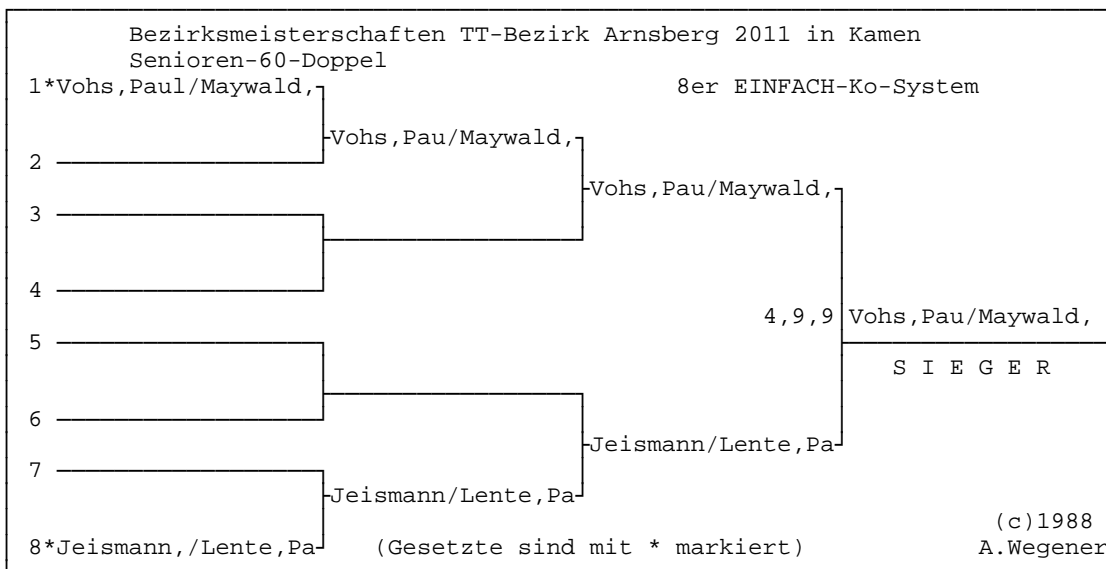 Bezirksmeisterschaften TT-Bezirk Arnsberg 2011 in Kamen
Senioren-60-Doppel
1*Vohs,Paul/Maywald, 8er EINFACH-Ko-System
Vohs,Pau/Maywald,
2
Vohs,Pau/Maywald,
3
4
4,9,9 Vohs,Pau/Maywald,
5
S I E G E R
6
Jeismann/Lente,Pa
7
Jeismann/Lente,Pa
(c)1988
8*Jeismann,/Lente,Pa (Gesetzte sind mit * markiert) A.Wegener